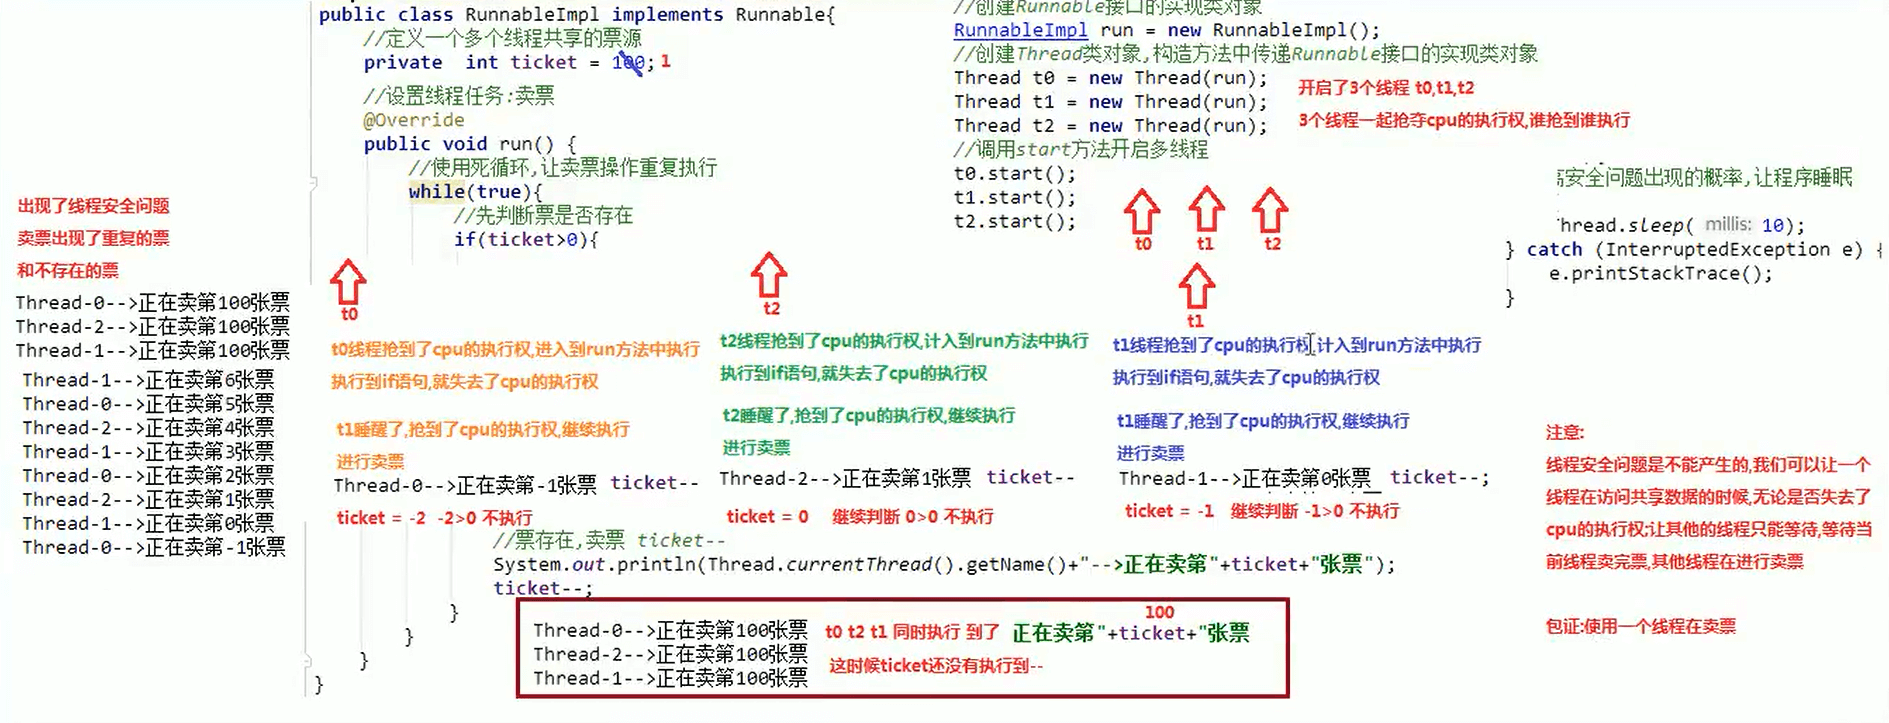 public class RunnableImpl implements Runnable{
//定义一个多个线程共享的票源
private int ticket = 100; 1
//设置线程任务:卖票
@Override
public void run() {
//使用死循环,让卖票操作重复执行
while(true){
//先判断票是否存在
if(ticket>0){
//创建Runnable接口的实现类对象
RunnableImpl run = new RunnableImpl();
//创建Thread类对象,构造方法中传递Runnable接口的实现类对象
Thread t0 = new Thread(run);
Thread t1 = new Thread(run);
Thread t2 = new Thread(run);
//调用start方法开启多线程
t0.start();
t1.start();
t2.start();
开启了3个线程 t0,t1,t2
3个线程一起抢夺cpu的执行权,谁抢到谁执行
t0
t1
t2
高安全问题出现的概率,让程序睡眠
hread.sleep( millis: 10);
} catch (InterruptedException e) {
e.printStackTrace();
}
出现了线程安全问题
卖票出现了重复的票
和不存在的票
Thread-0-->正在卖第100张票
Thread-2-->正在卖第100张票
Thread-1-->正在卖第100张票
Thread-1-->正在卖第6张票
Thread-0-->正在卖第5张票
Thread-2-->正在卖第4张票
Thread-1-->正在卖第3张票
Thread-0-->正在卖第2张票
Thread-2-->正在卖第1张票
Thread-1-->正在卖第0张票
Thread-0-->正在卖第-1张票
t0
t0线程抢到了cpu的执行权,进入到run方法中执行
执行到if语句,就失去了cpu的执行权
t1睡醒了,抢到了cpu的执行权,继续执行
进行卖票
Thread-0-->正在卖第-1张票 ticket--
ticket = -2 -2>0 不执行
t2
t2线程抢到了cpu的执行权,计入到run方法中执行
执行到if语句,就失去了cpu的执行权
t2睡醒了,抢到了cpu的执行权,继续执行
进行卖票
Thread-2-->正在卖第1张票 ticket--
ticket = 0 继续判断 0>0 不执行
t1
t1线程抢到了cpu的执行权,计入到run方法中执行
执行到if语句,就失去了cpu的执行权
t1睡醒了,抢到了cpu的执行权,继续执行
进行卖票
Thread-1-->正在卖第0张票 ticket--;
ticket = -1 继续判断 -1>0 不执行
//票存在,卖票 ticket--
System.out.println(Thread.currentThread().getName()+"-->正在卖第"+ticket+"张票");
ticket--;
}
}
}
}
100
Thread-0-->正在卖第100张票 t0 t2 t1 同时执行 到了 正在卖第"+ticket+"张票
Thread-2-->正在卖第100张票 这时候ticket还没有执行到--
Thread-1-->正在卖第100张票
注意:
线程安全问题是不能产生的,我们可以让一个
线程在访问共享数据的时候,无论是否失去了
cpu的执行权;让其他的线程只能等待,等待当
前线程卖完票,其他线程在进行卖票
包证:使用一个线程在卖票